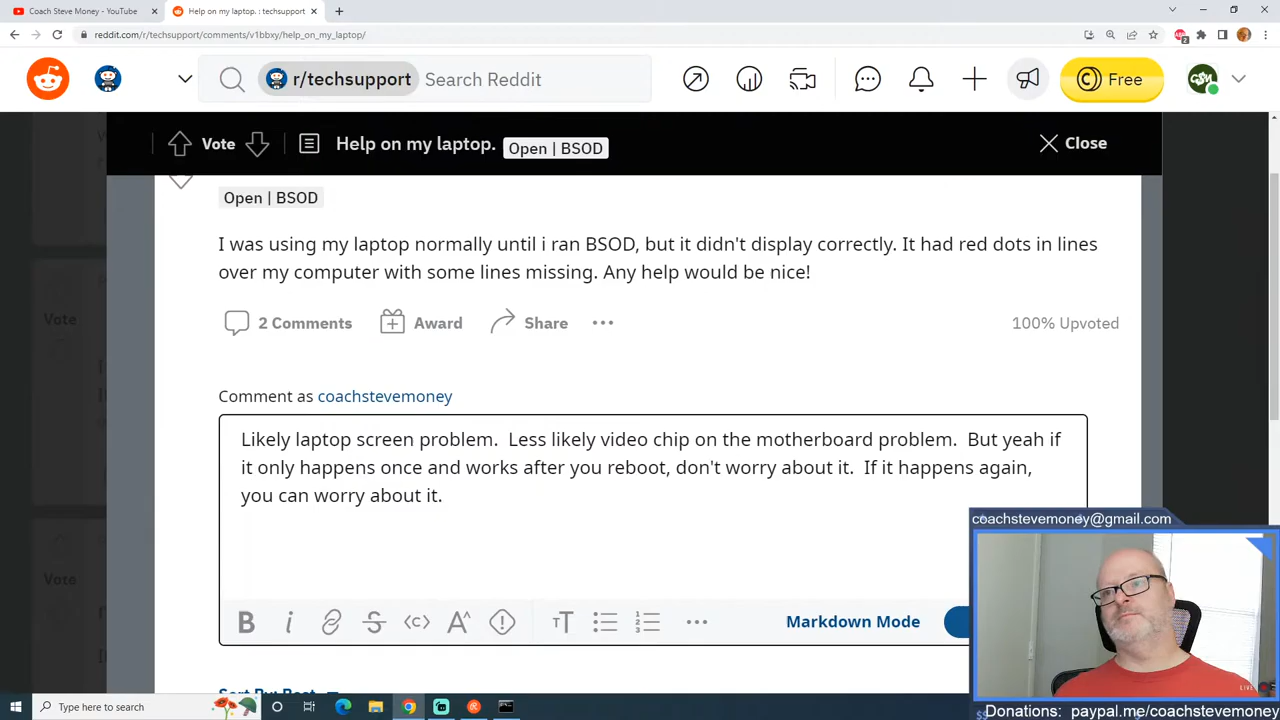 Coach Steve Money - YouTube
Help on my laptop. : techsupport
reddit.com/r/techsupport/comments/v1bbxy/help_on_my_laptop/
r/techsupport
Search Reddit
Free
Vote
Help on my laptop.
Open | BSOD
Close
Open | BSOD
I was using my laptop normally until i ran BSOD, but it didn't display correctly. It had red dots in lines
over my computer with some lines missing. Any help would be nice!
2 Comments
Award
Share
100% Upvoted
Vote
Comment as coachstevemoney
Likely laptop screen problem. Less likely video chip on the motherboard problem. But yeah if
it only happens once and works after you reboot, don't worry about it. If it happens again,
you can worry about it.
coachstevemoney@gmail.com
Vote
Markdown Mode
Sort By: Best
LIVE
Type here to search
Donations: paypal.me/coachstevemoney